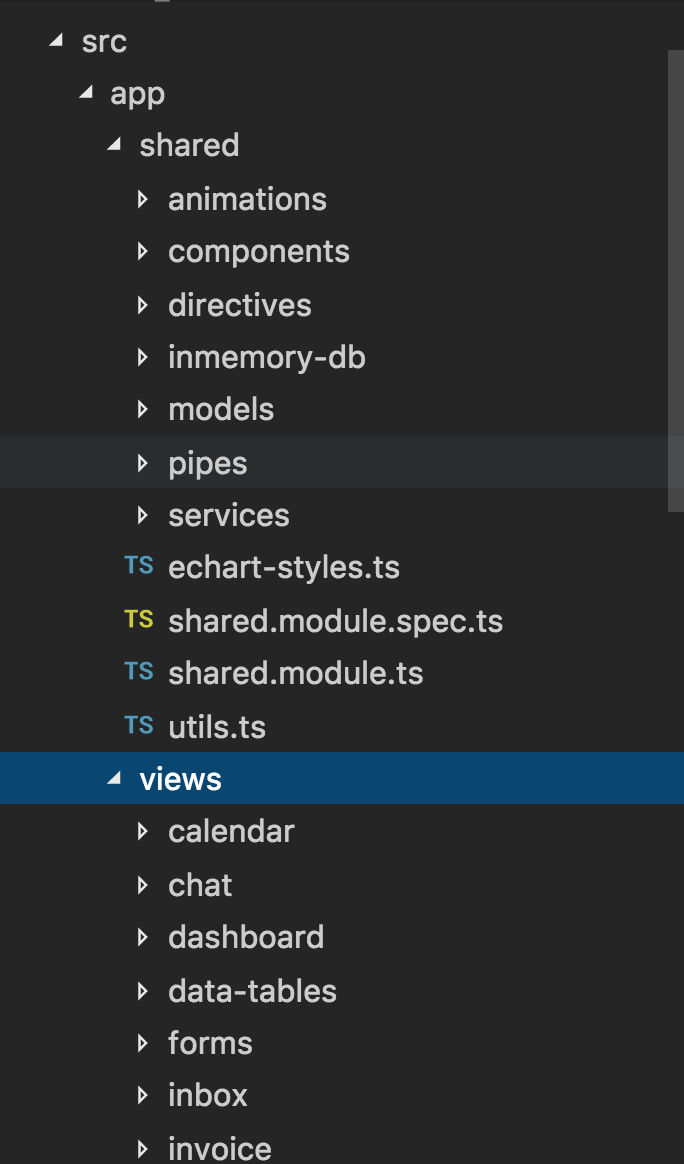 src
app
shared
animations
components
directives
inmemory-db
models
pipes
services
TS echart-styles.ts
TS shared.module.spec.ts
TS shared.module.ts
TS utils.ts
views
calendar
chat
dashboard
data-tables
forms
inbox
invoice